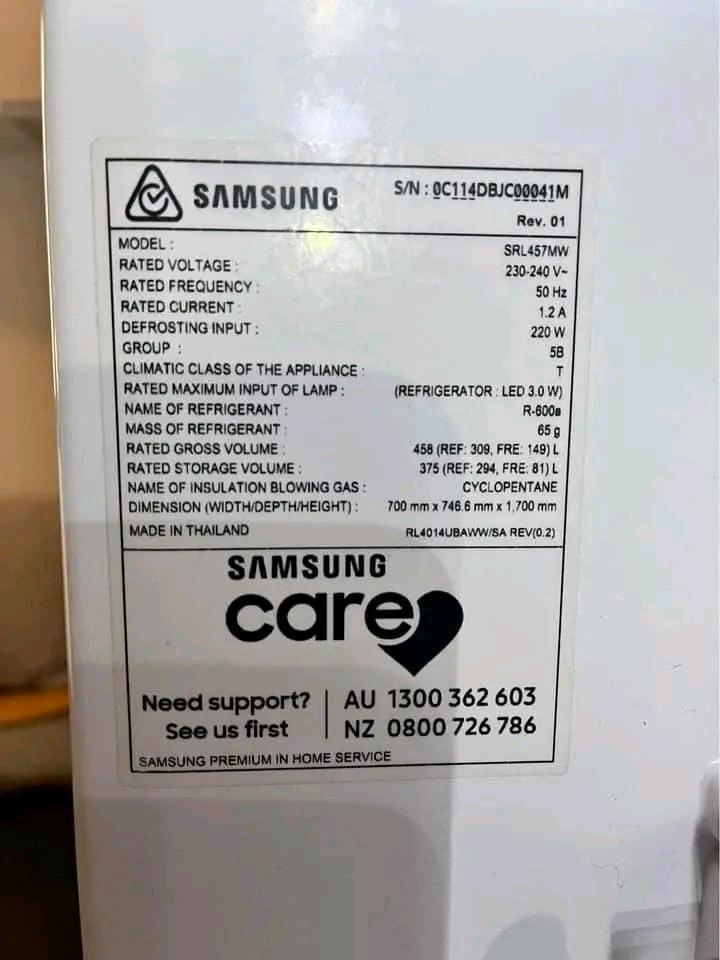 SAMSUNG S/N : 0C114DBJC00041M
Rev. 01
MODEL : SRL457MW
RATED VOLTAGE : 230-240 V~
RATED FREQUENCY : 50 Hz
RATED CURRENT : 1.2 A
DEFROSTING INPUT : 220 W
GROUP : 5B
CLIMATIC CLASS OF THE APPLIANCE : T
RATED MAXIMUM INPUT OF LAMP : (REFRIGERATOR : LED 3.0 W)
NAME OF REFRIGERANT : R-600a
MASS OF REFRIGERANT : 65 g
RATED GROSS VOLUME : 458 (REF: 309, FRE: 149) L
RATED STORAGE VOLUME : 375 (REF: 294, FRE: 81) L
NAME OF INSULATION BLOWING GAS : CYCLOPENTANE
DIMENSION (WIDTH/DEPTH/HEIGHT) : 700 mm x 746.6 mm x 1,700 mm
MADE IN THAILAND RL4014UBAWW/SA REV(0.2)
SAMSUNG
care
Need support? AU 1300 362 603
See us first NZ 0800 726 786
SAMSUNG PREMIUM IN HOME SERVICE